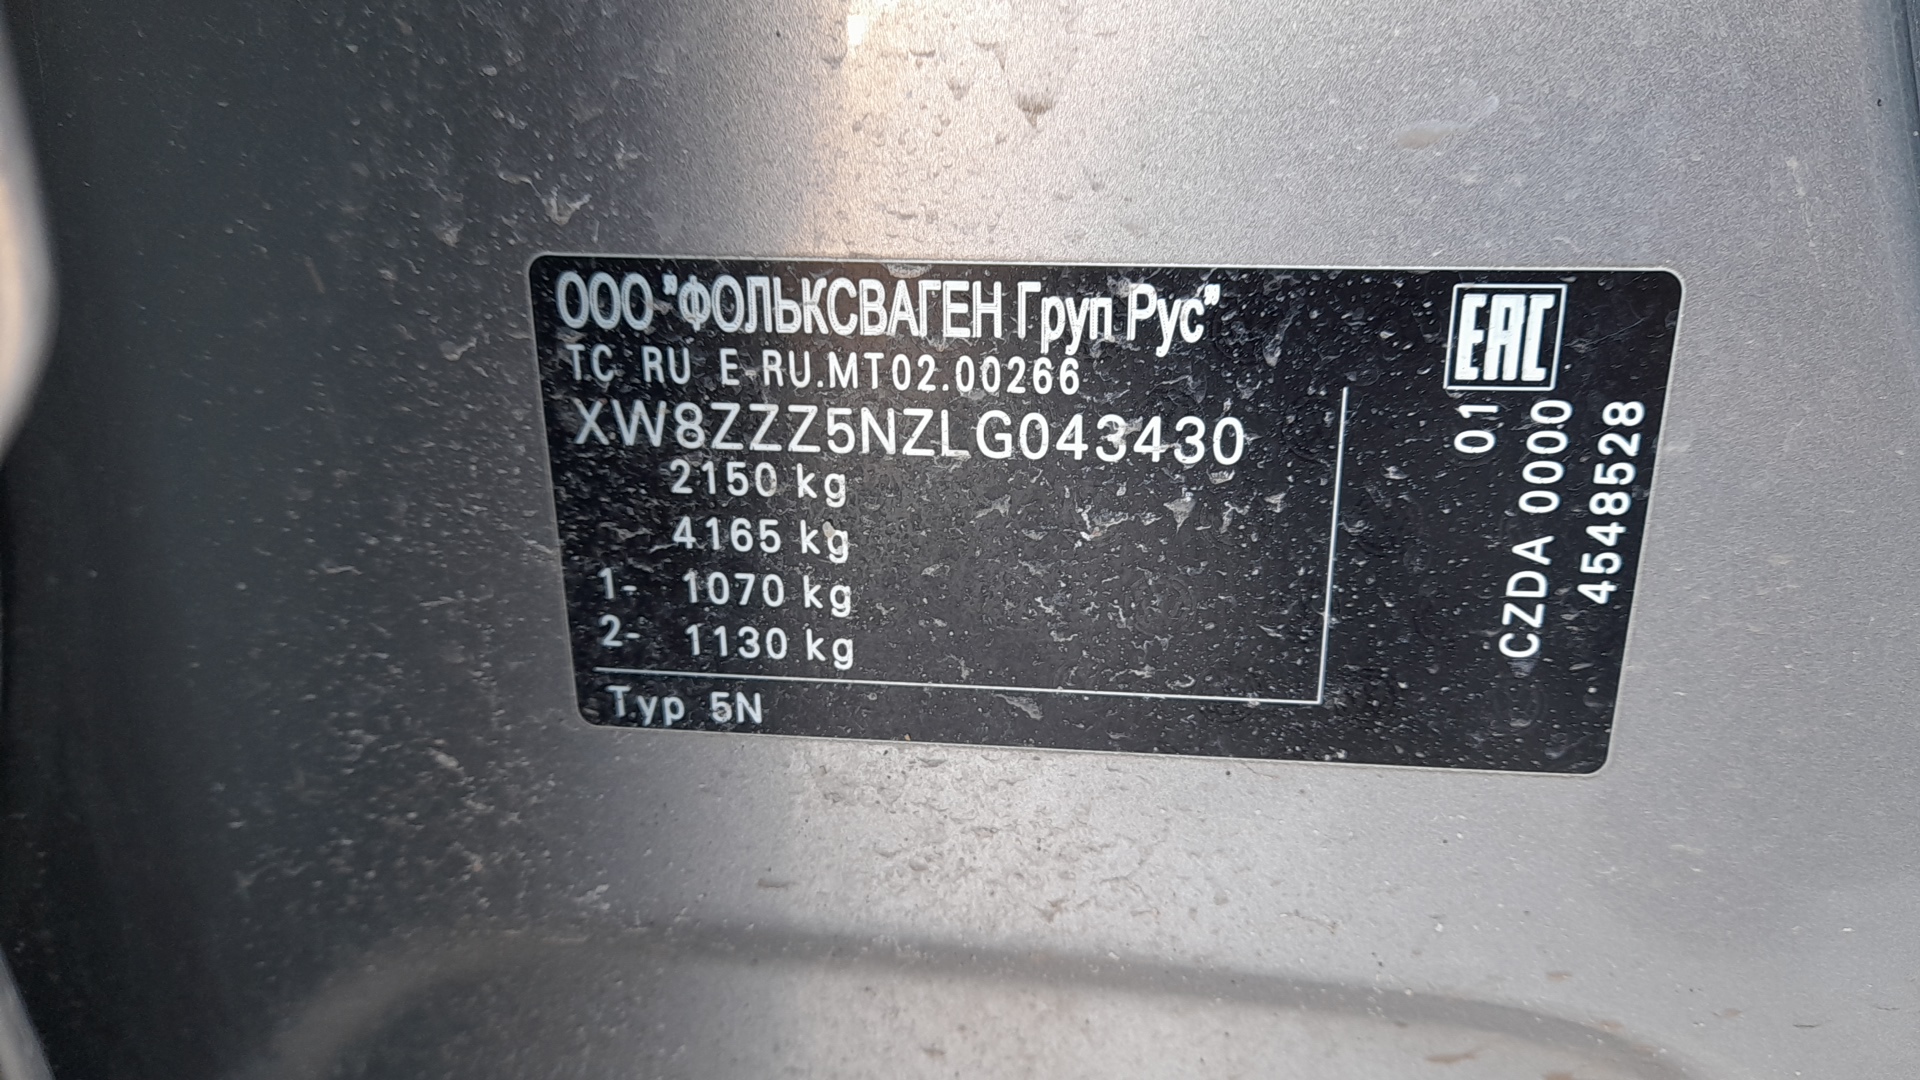 ООО "ФОЛЬКСВАГЕН Груп Рус"
TC RU E-RU.MT02.00266
XW8ZZZ5NZLG043430
2150 kg
4165 kg
1- 1070 kg
2- 1130 kg
Typ 5N
EAC
01
CZDA 0000
4548528